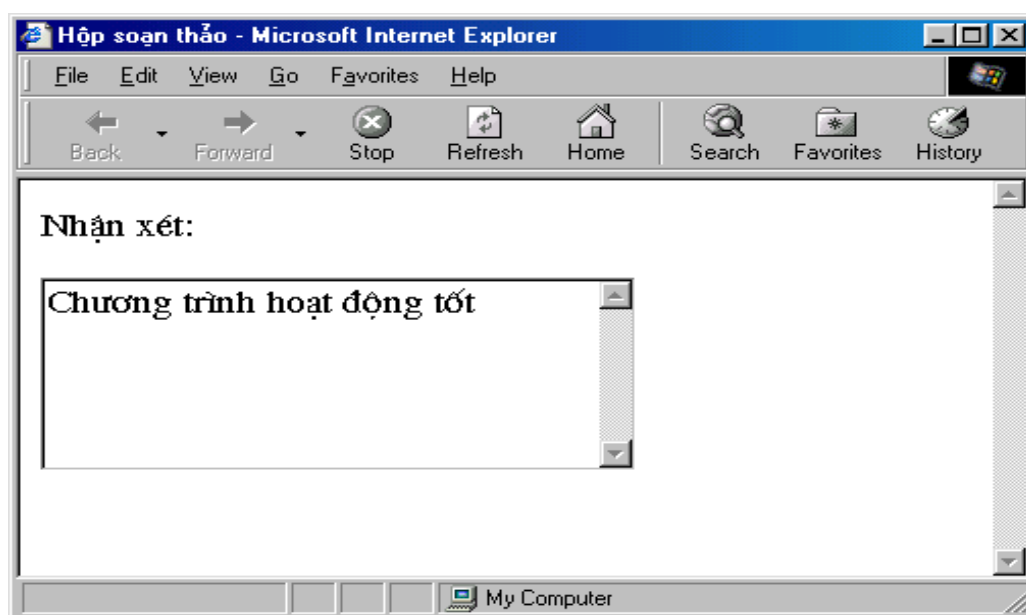 Hộp soạn thảo - Microsoft Internet Explorer
File Edit View Go Favorites Help
Back Forward Stop Refresh Home Search Favorites History
Nhận xét:
Chương trình hoạt động tốt
My Computer